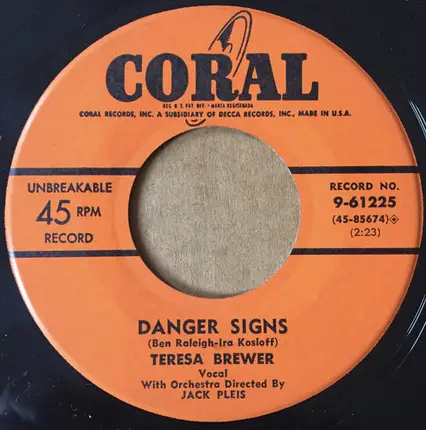 CORAL
REG. U.S. PAT. OFF. • MARCA REGISTRADA
CORAL RECORDS, INC. A SUBSIDIARY OF DECCA RECORDS, INC., MADE IN U.S.A.
UNBREAKABLE
45 RPM
RECORD
RECORD NO.
9-61225
(45-85674)
(2:23)
DANGER SIGNS
(Ben Raleigh-Ira Kosloff)
TERESA BREWER
Vocal
With Orchestra Directed By
JACK PLEIS